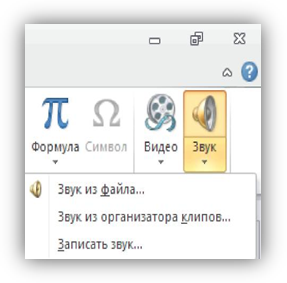 π Ω
Формула Символ Видео Звук
Звук из файла...
Звук из организатора клипов...
Записать звук...